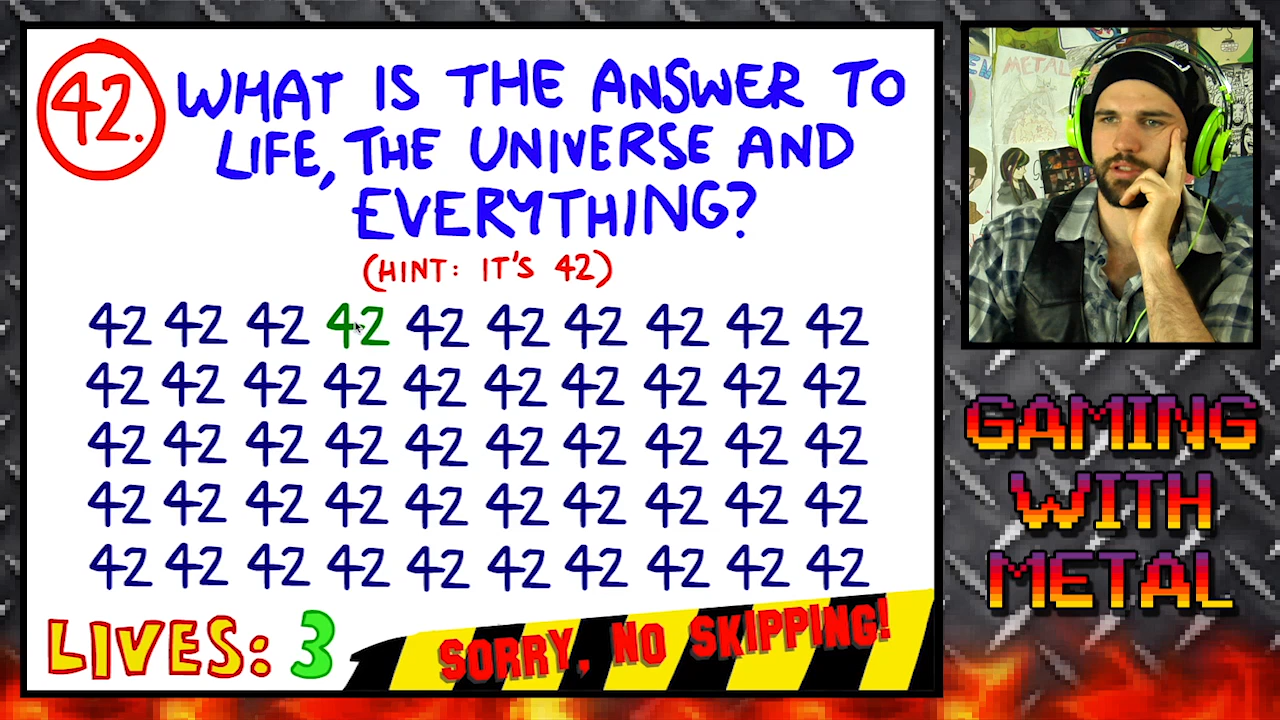 42.
WHAT IS THE ANSWER TO
LIFE, THE UNIVERSE AND
EVERYTHING?
(HINT: IT'S 42)
42 42 42 42 42 42 42 42 42 42
42 42 42 42 42 42 42 42 42 42
42 42 42 42 42 42 42 42 42 42
42 42 42 42 42 42 42 42 42 42
42 42 42 42 42 42 42 42 42 42
LIVES: 3
SORRY, NO SKIPPING!
METAL
GAMING
WITH
METAL